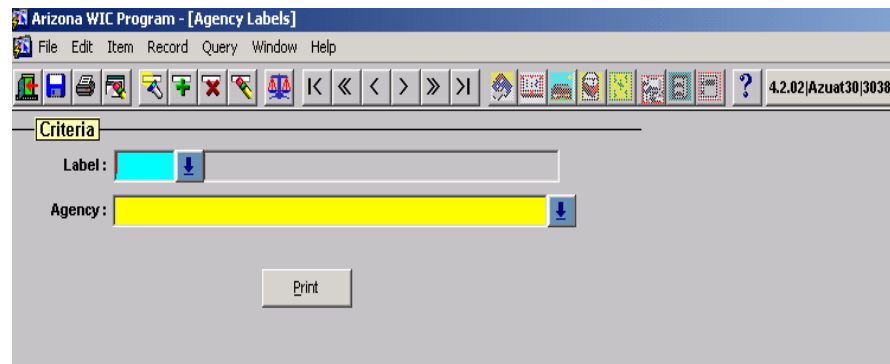 Arizona WIC Program - [Agency Labels]
File Edit Item Record Query Window Help
? 4.2.02|Azuat30|3038
Criteria
Label :
Agency :
Print